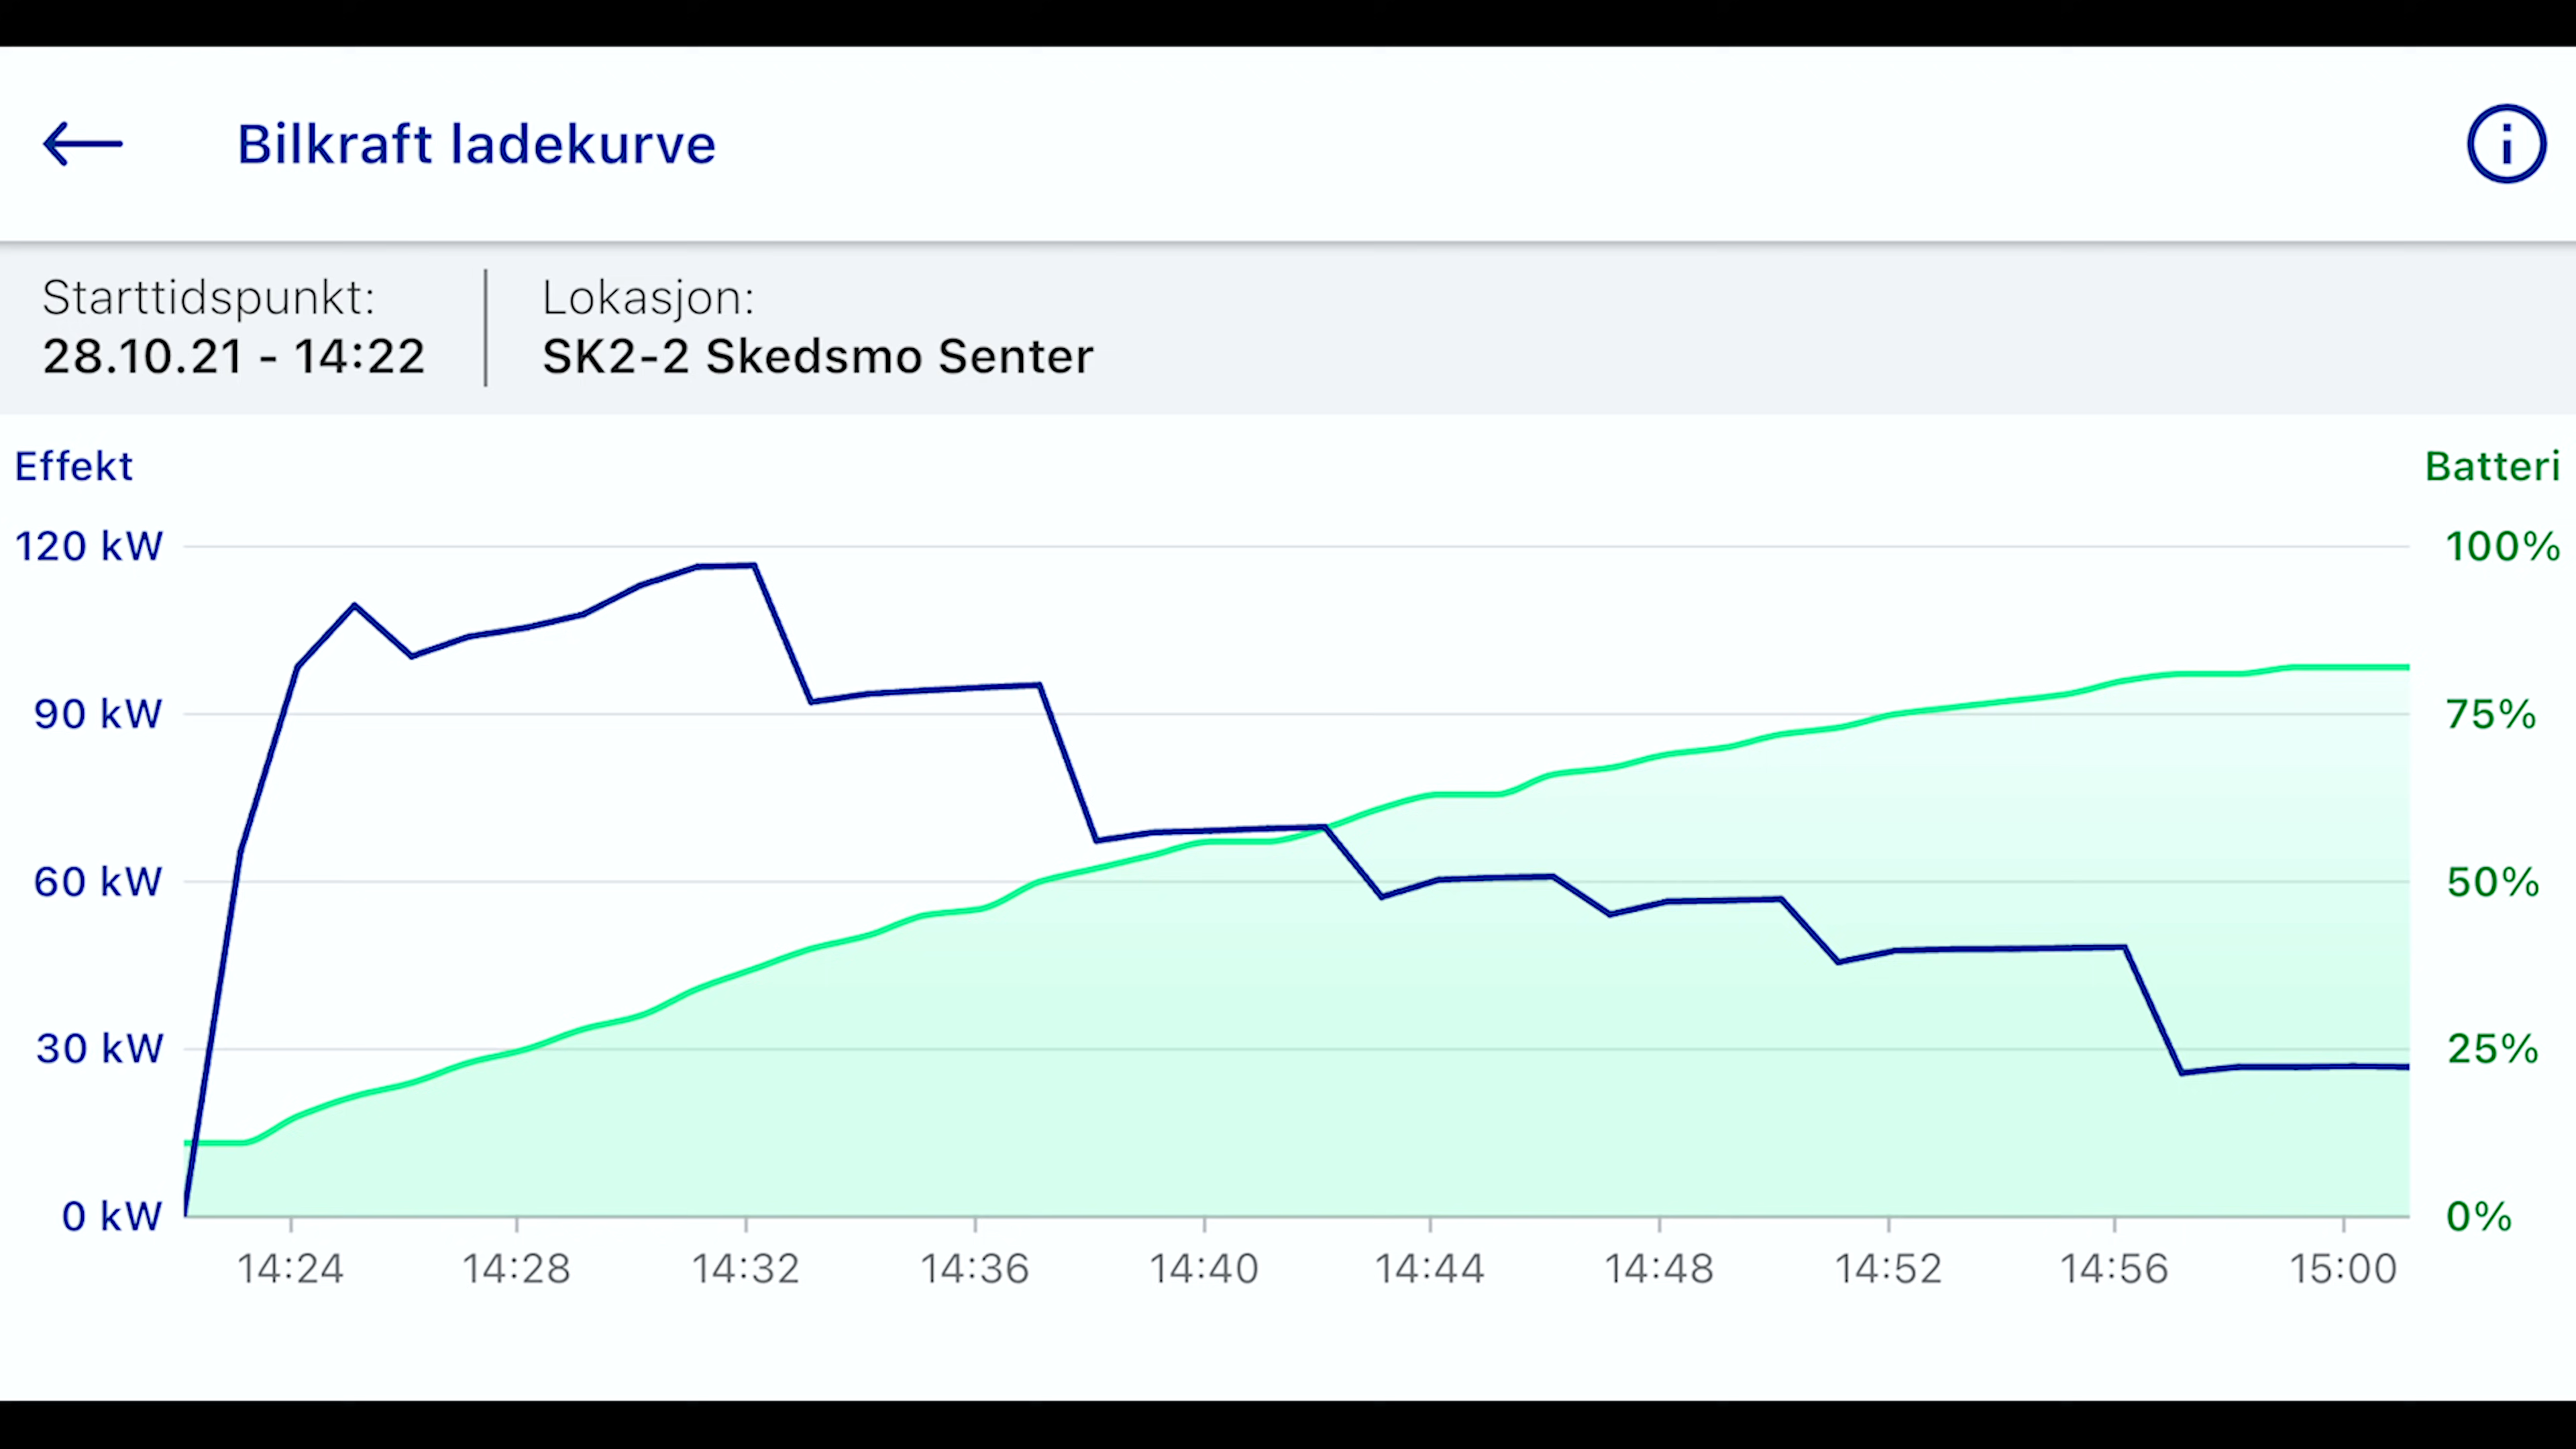 Bilkraft ladekurve
Starttidspunkt:
28.10.21 - 14:22
Lokasjon:
SK2-2 Skedsmo Senter
Effekt
Batteri
120 kW
100%
90 kW
75%
60 kW
50%
30 kW
25%
0 kW
0%
14:24 14:28 14:32 14:36 14:40 14:44 14:48 14:52 14:56 15:00